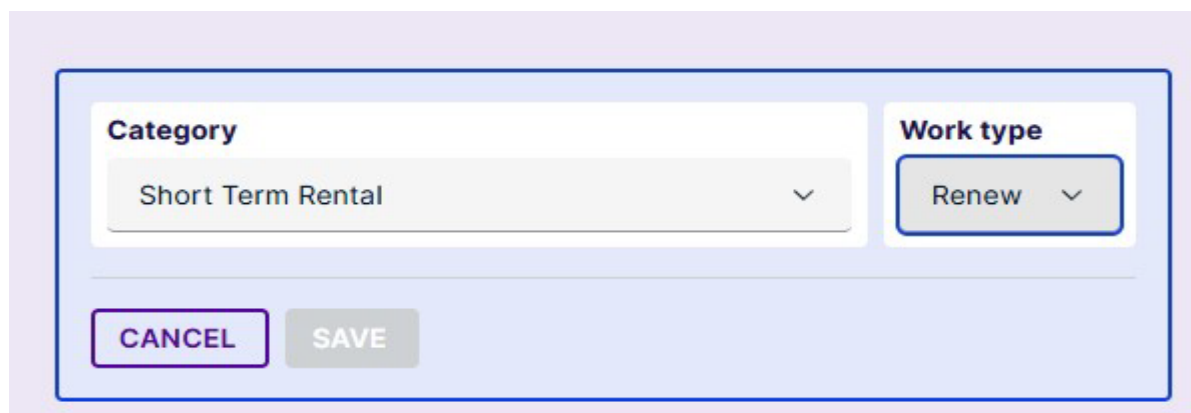 Category
Work type
Short Term Rental
Renew
CANCEL
SAVE